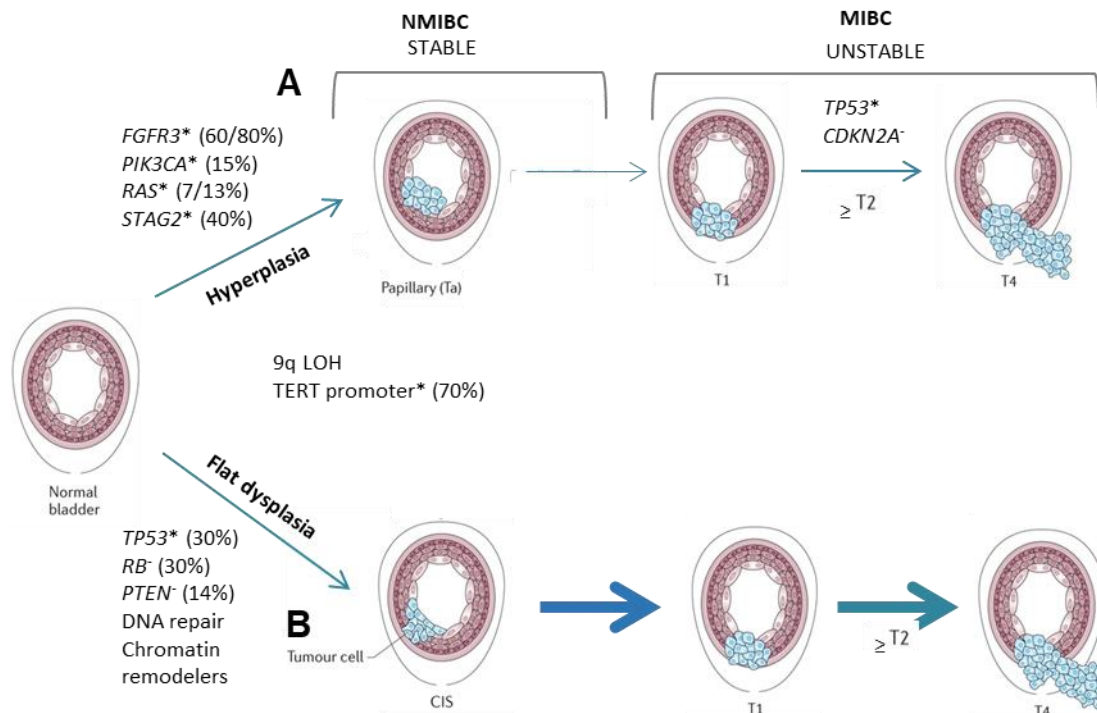 NMIBC
STABLE
MIBC
UNSTABLE
A
FGFR3* (60/80%)
PIK3CA* (15%)
RAS* (7/13%)
STAG2* (40%)
Hyperplasia
Papillary (Ta)
T1
TP53*
CDKN2A-
≥ T2
T4
9q LOH
TERT promoter* (70%)
Normal
bladder
Flat dysplasia
TP53* (30%)
RB- (30%)
PTEN- (14%)
DNA repair
Chromatin
remodelers
B
Tumour cell
CIS
T1
≥ T2
T4